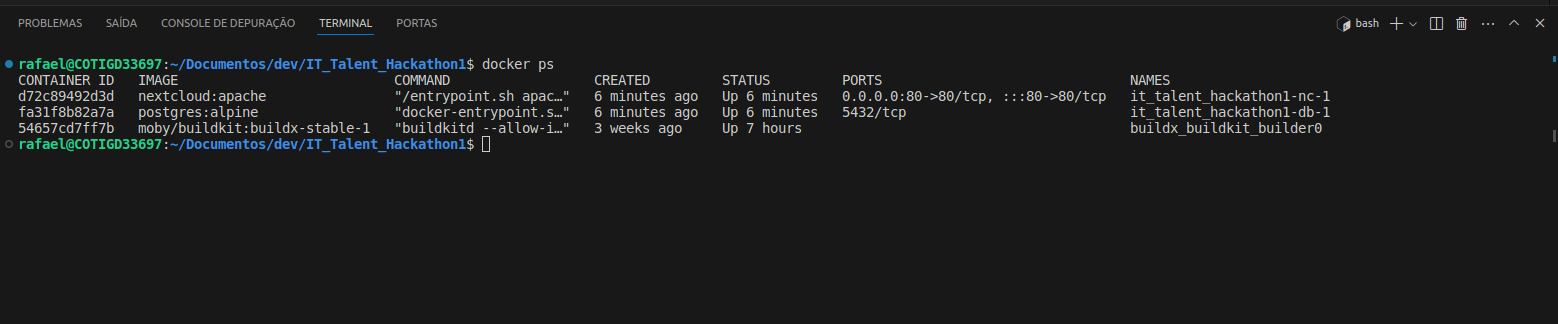 PROBLEMAS SAÍDA CONSOLE DE DEPURAÇÃO TERMINAL PORTAS bash
rafael@COTIGD33697:~/Documentos/dev/IT_Talent_Hackathon1$ docker ps
CONTAINER ID IMAGE COMMAND CREATED STATUS PORTS NAMES
d72c89492d3d nextcloud:apache "/entrypoint.sh apac…" 6 minutes ago Up 6 minutes 0.0.0.0:80->80/tcp, :::80->80/tcp it_talent_hackathon1-nc-1
fa31f8b82a7a postgres:alpine "docker-entrypoint.s…" 6 minutes ago Up 6 minutes 5432/tcp it_talent_hackathon1-db-1
54657cd7ff7b moby/buildkit:buildx-stable-1 "buildkitd --allow-i…" 3 weeks ago Up 7 hours buildx_buildkit_builder0
rafael@COTIGD33697:~/Documentos/dev/IT_Talent_Hackathon1$